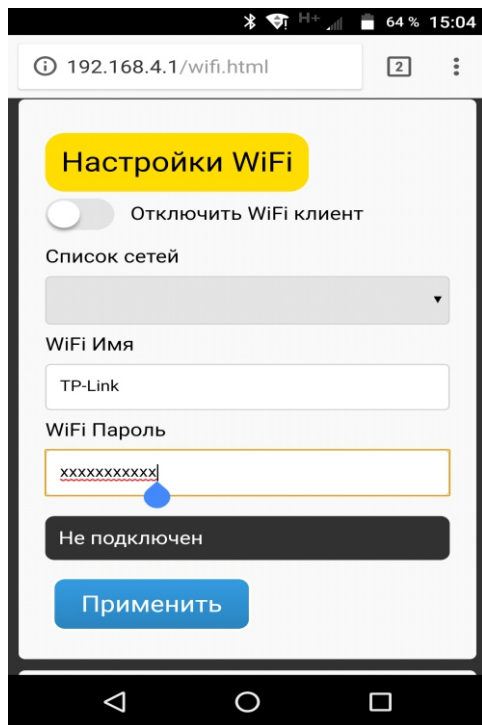 H+ 64 % 15:04
192.168.4.1/wifi.html 2
Настройки WiFi
Отключить WiFi клиент
Список сетей
WiFi Имя
TP-Link
WiFi Пароль
xxxxxxxxxxx
Не подключен
Применить